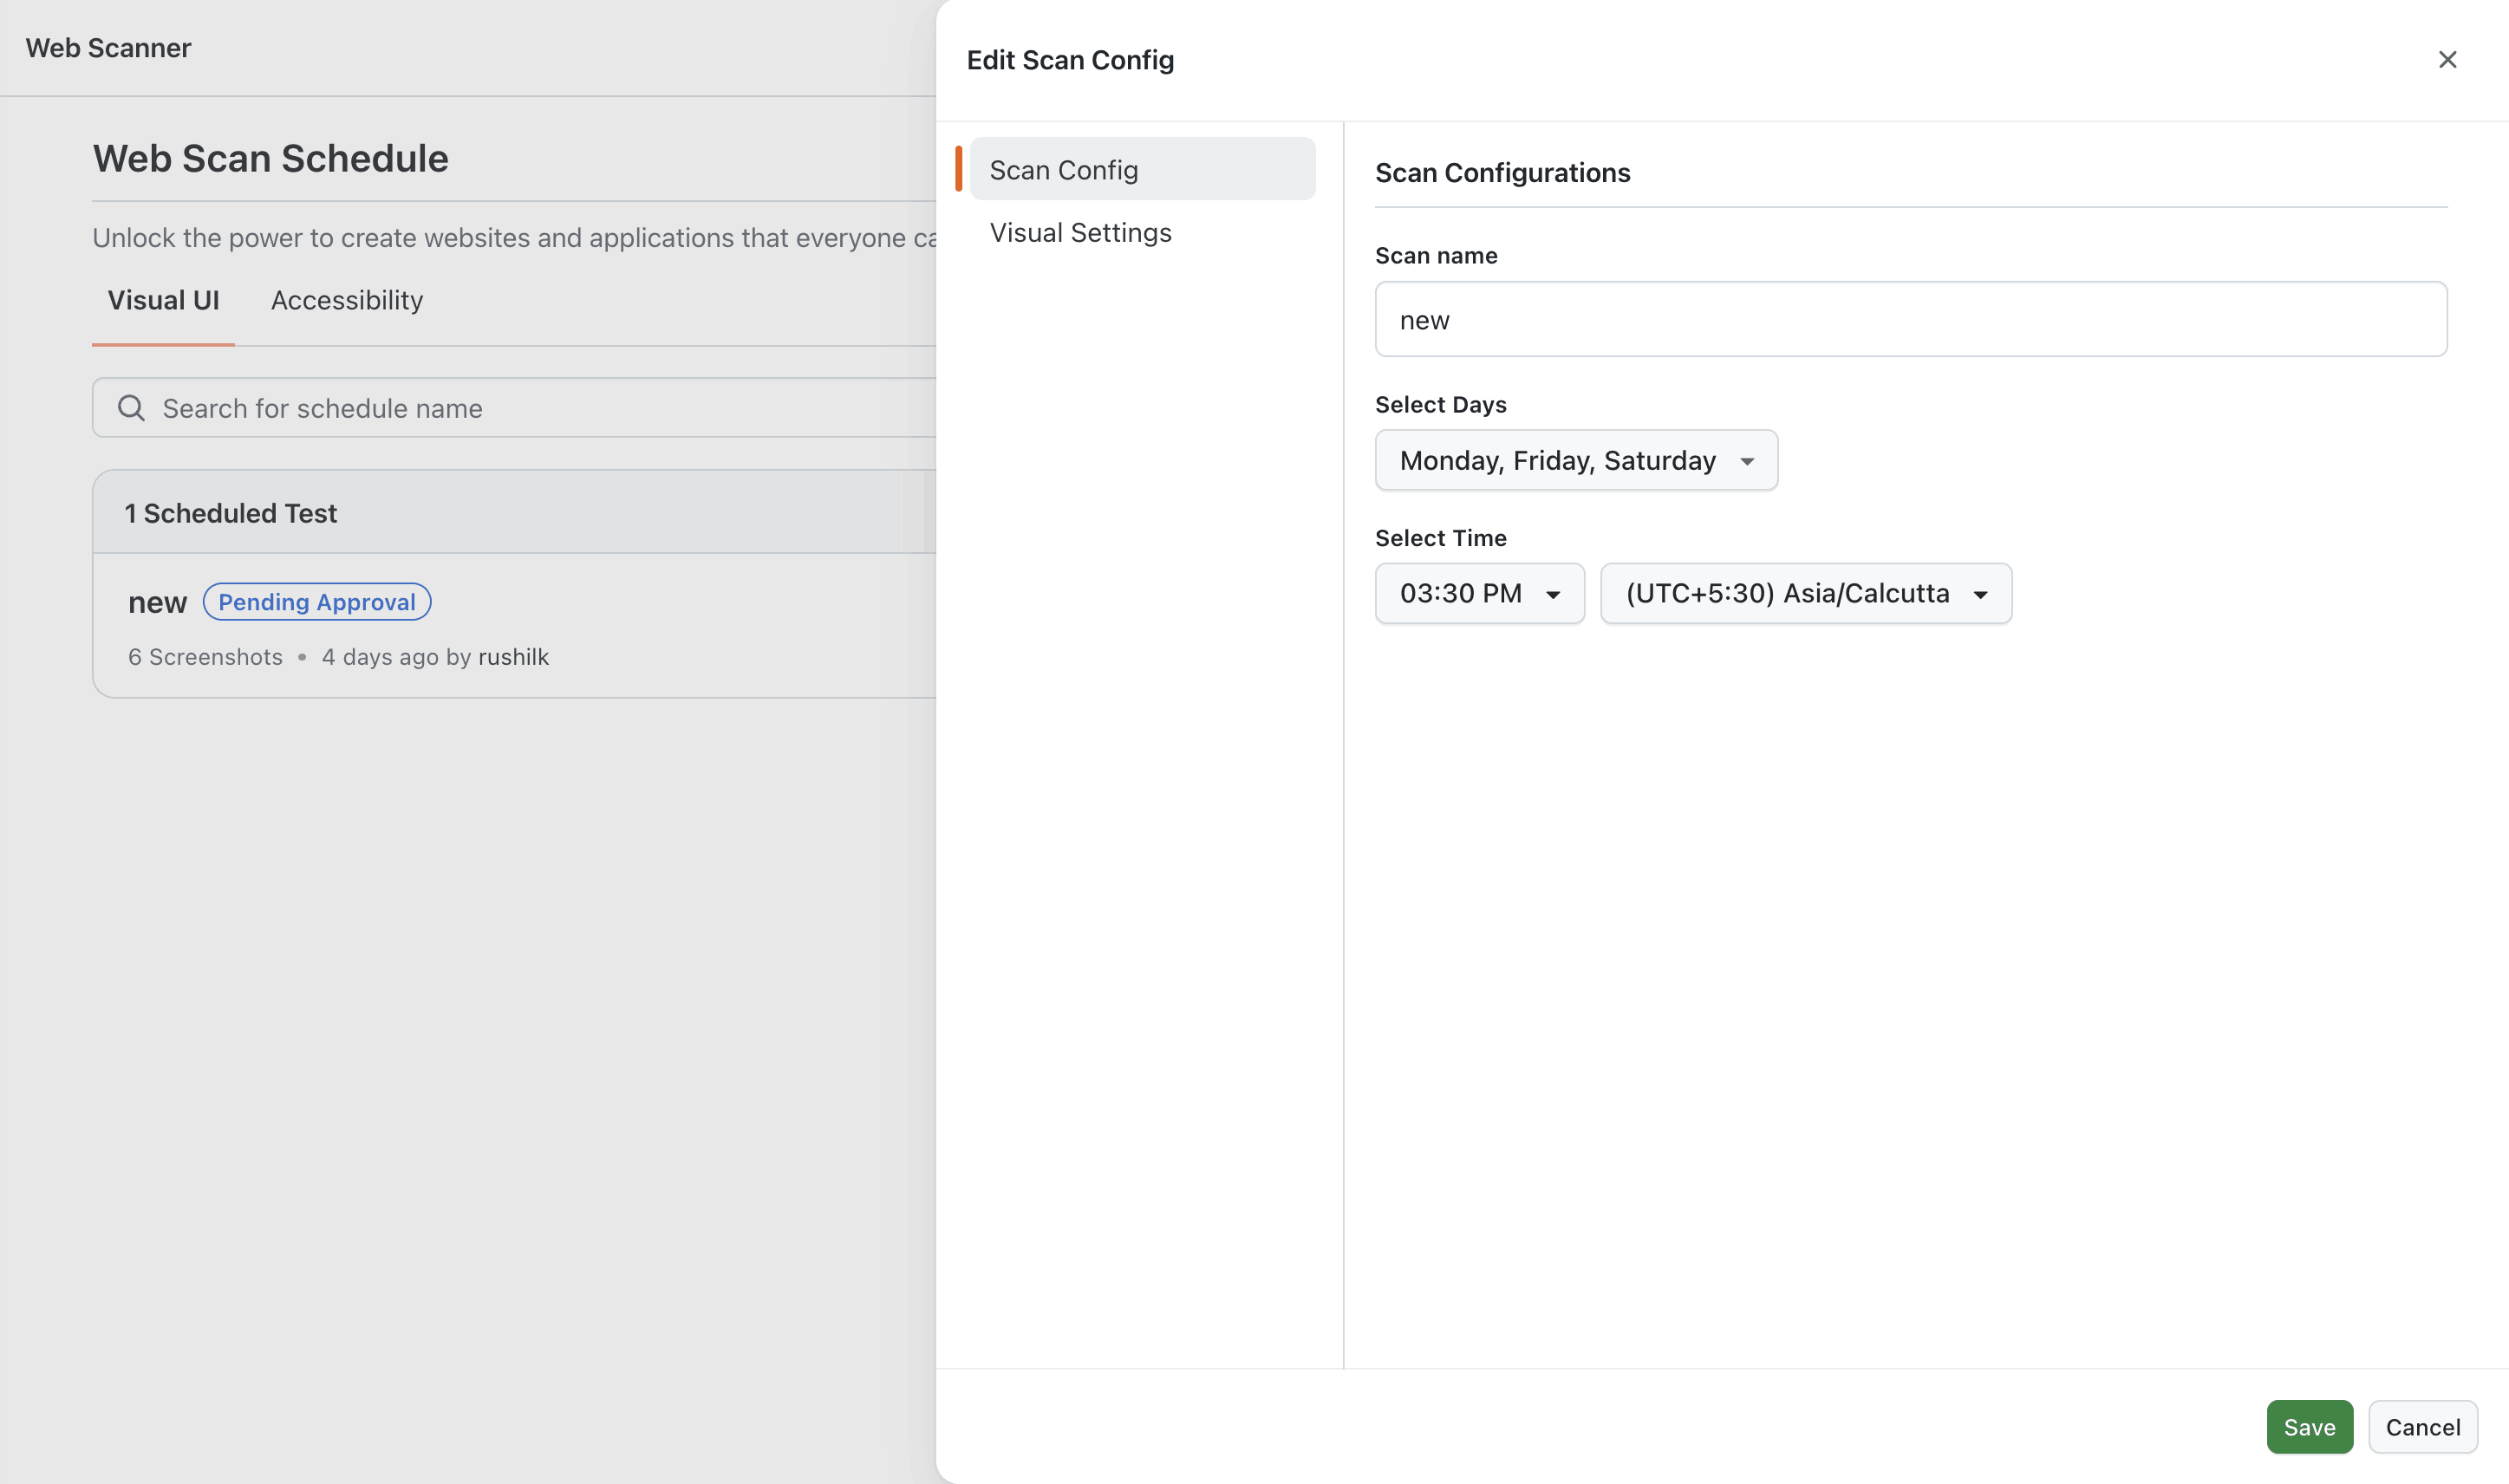 Web Scanner
Web Scan Schedule
Unlock the power to create websites and applications that everyone ca
Visual UI
Accessibility
Search for schedule name
1 Scheduled Test
new
Pending Approval
6 Screenshots • 4 days ago by rushilk
Edit Scan Config
Scan Config
Visual Settings
Scan Configurations
Scan name
new
Select Days
Monday, Friday, Saturday
Select Time
03:30 PM
(UTC+5:30) Asia/Calcutta
Save
Cancel